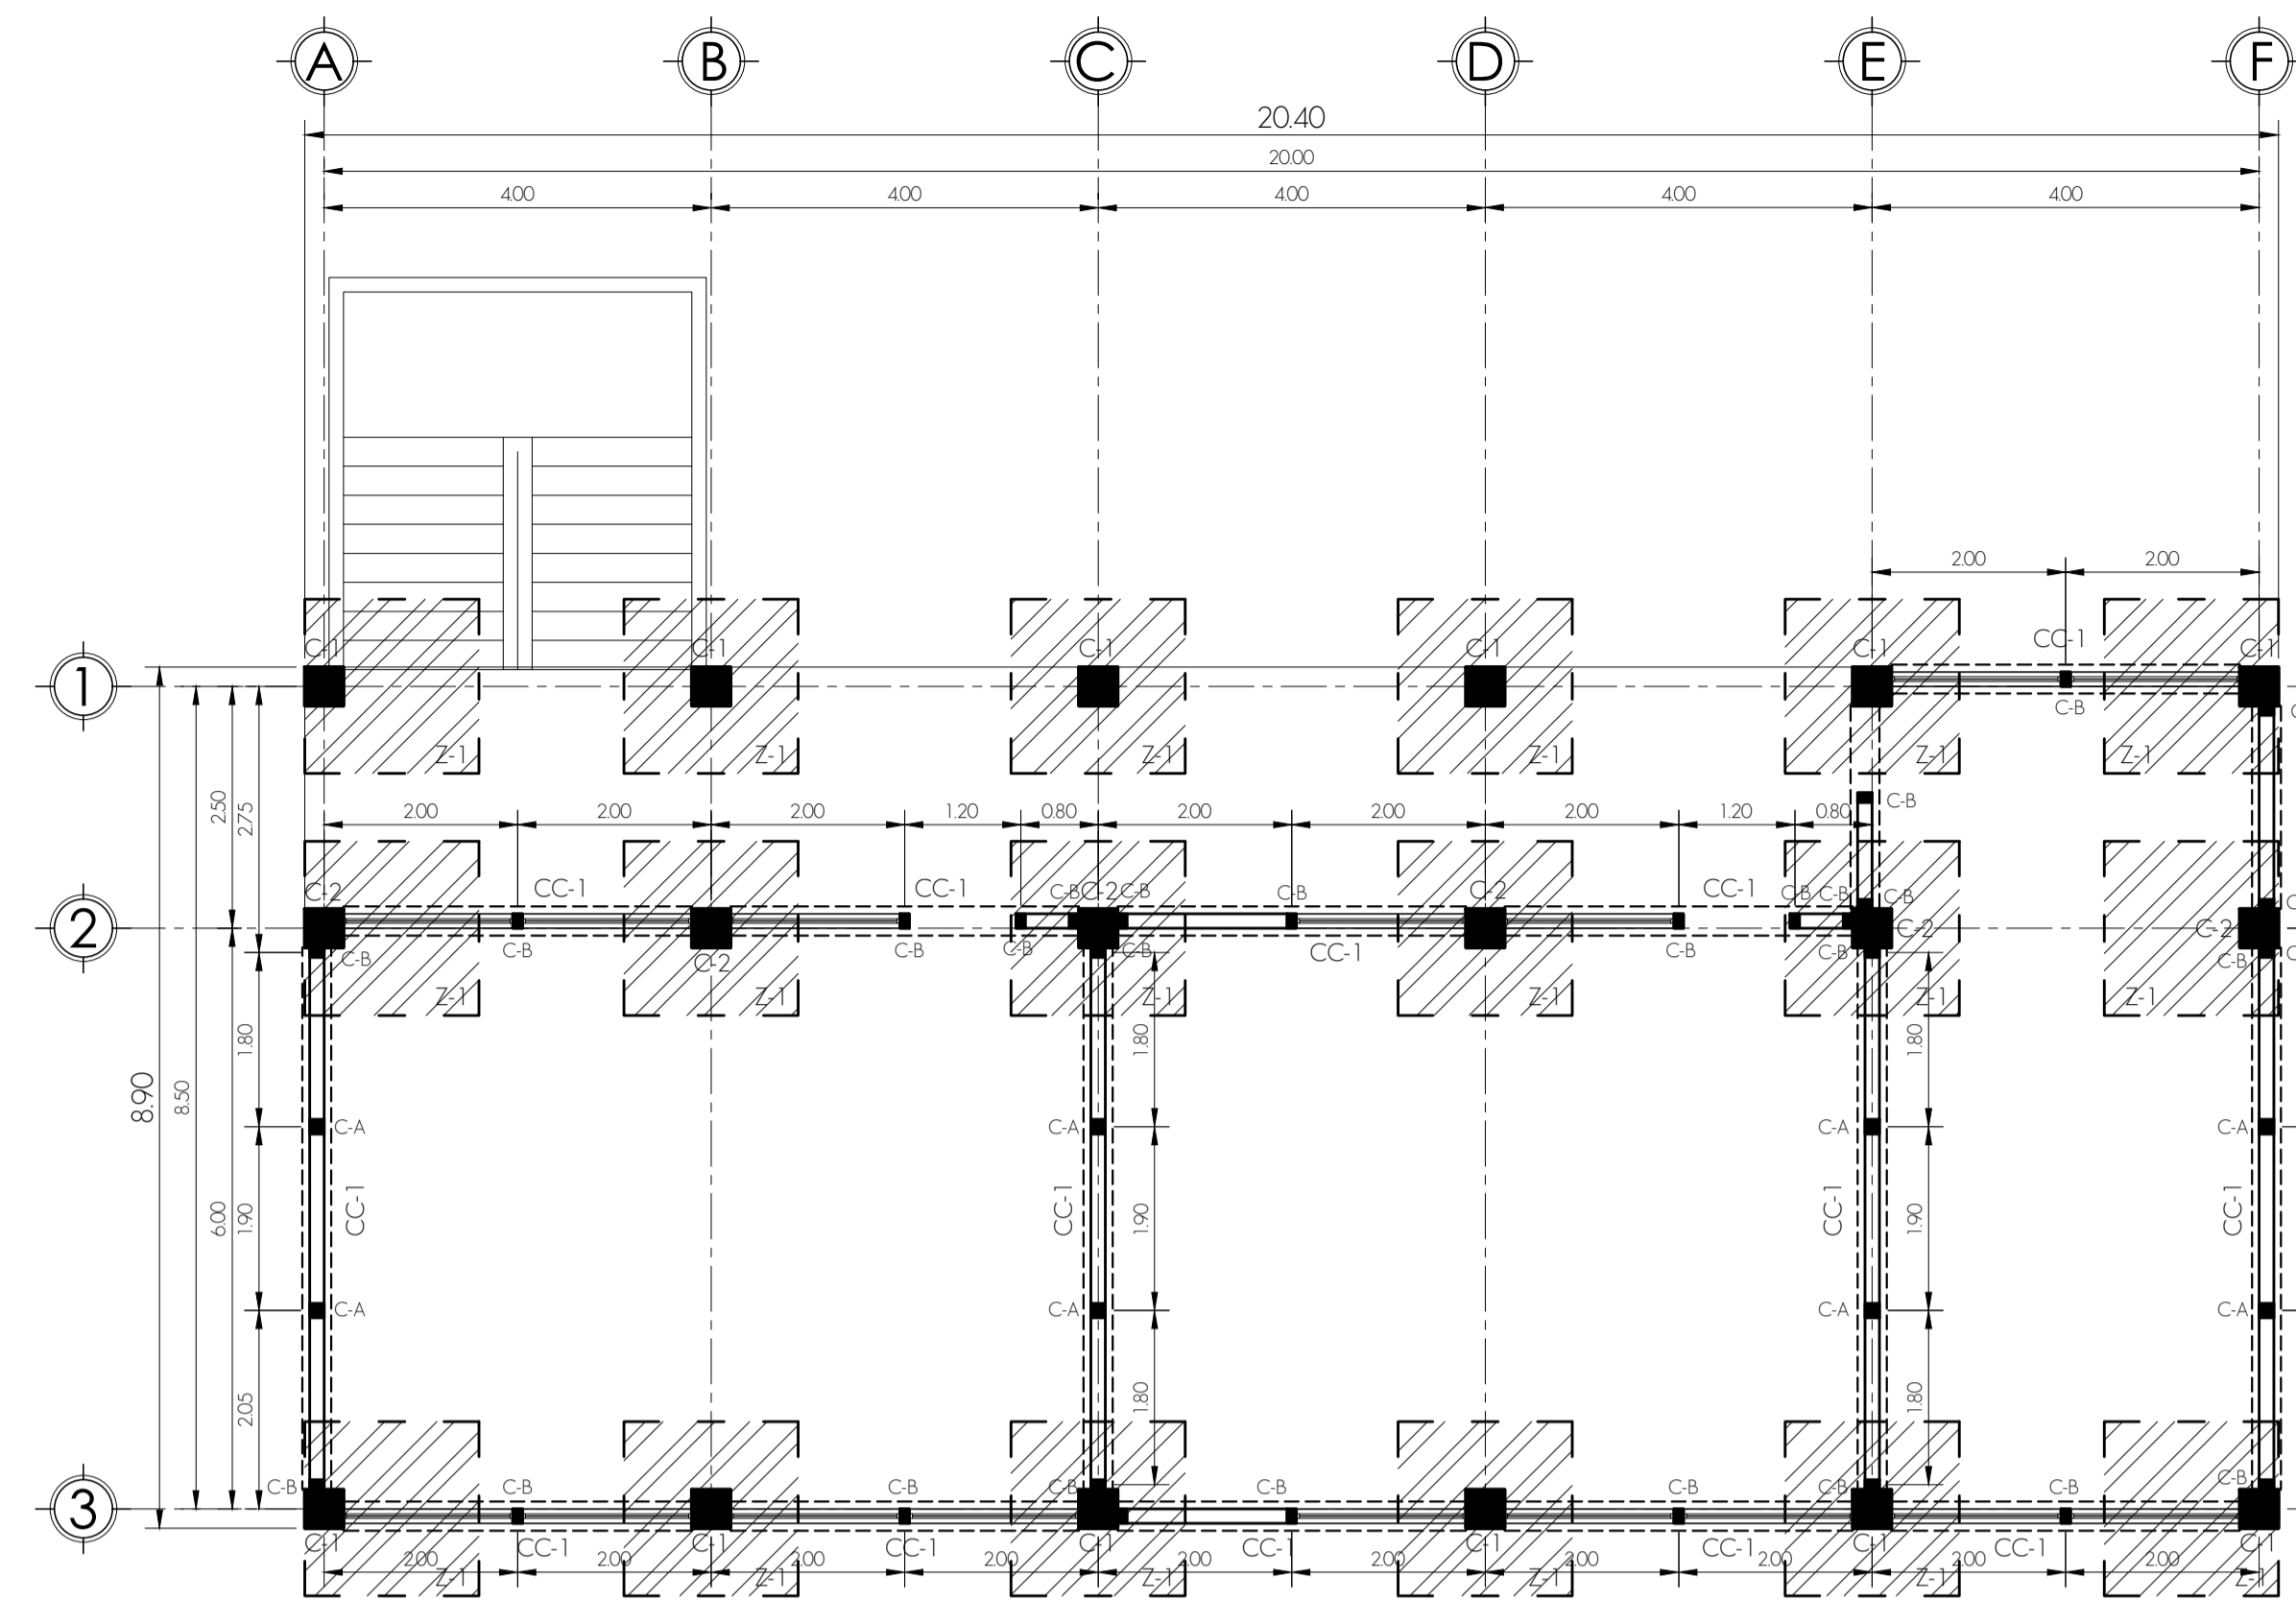 A B C D E F
20.40
20.00
4.00 4.00 4.00 4.00 4.00
2.00 2.00
C-1 C-1 C-1 C-1 C-1 CC-1 C-1
1
C-B
Z-1 Z-1 Z-1 Z-1 Z-1 Z-1
2.50 2.75
2.00 2.00 2.00 1.20 0.80 2.00 2.00 2.00 1.20 0.80
C-B
C-2 CC-1 CC-1 C-B C-2 C-B C-B C-2 CC-1 C-B C-B C-B
2
C-2 C-2
C-B C-B C-2 C-B C-B C-B CC-1 C-B C-B C-B
Z-1 Z-1 Z-1 Z-1 Z-1 Z-1
1.80 1.80 1.80
8.90 8.50
C-A C-A C-A C-A
6.00 1.90 CC-1 CC-1 1.90 CC-1 1.90 CC-1
C-A C-A C-A C-A
2.05 1.80 1.80
C-B C-B C-B C-B C-B C-B C-B C-B C-B
3
C-1 CC-1 C-1 CC-1 C-1 CC-1 C-1 CC-1 C-1 CC-1 C-1
2.00 2.00 2.00 2.00 2.00 2.00 2.00 2.00 2.00 2.00
Z-1 Z-1 Z-1 Z-1 Z-1 Z-1